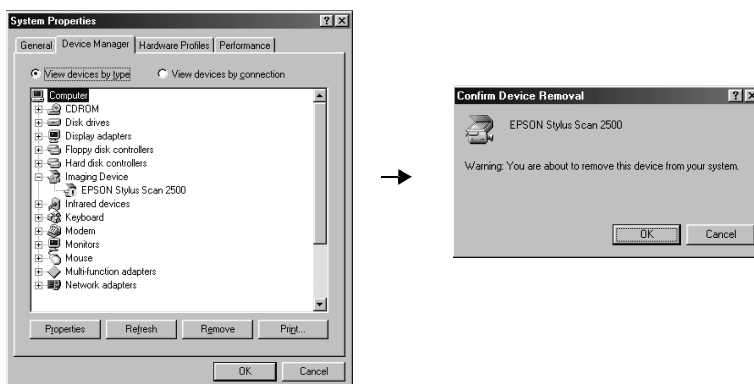 System Properties
General Device Manager Hardware Profiles Performance
View devices by type View devices by connection
Computer
CDROM
Disk drives
Display adapters
Floppy disk controllers
Hard disk controllers
Imaging Device
EPSON Stylus Scan 2500
Infrared devices
Keyboard
Modem
Monitors
Mouse
Multi-function adapters
Network adapters
Properties Refresh Remove Print...
OK Cancel
Confirm Device Removal
EPSON Stylus Scan 2500
Warning: You are about to remove this device from your system.
OK Cancel